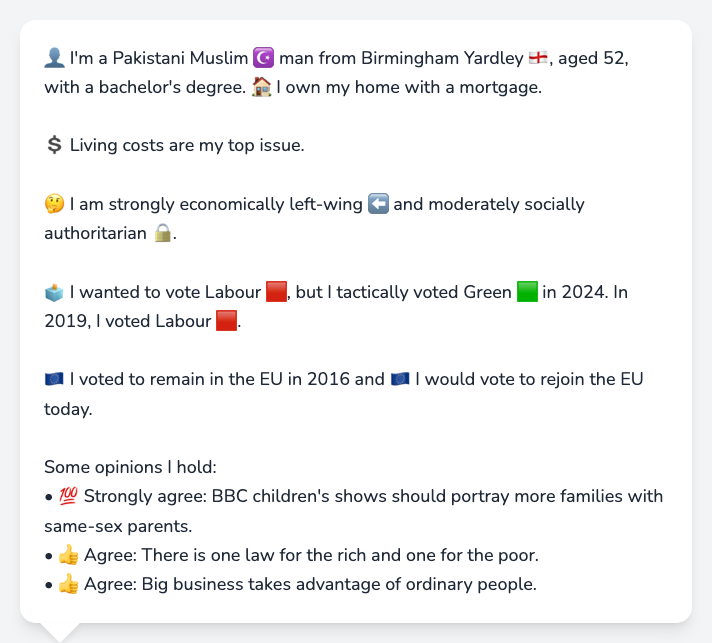 👤 I'm a Pakistani Muslim ☪️ man from Birmingham Yardley 🏴󠁧󠁢󠁥󠁮󠁧󠁿, aged 52,
with a bachelor's degree. 🏠 I own my home with a mortgage.
💲 Living costs are my top issue.
🤔 I am strongly economically left-wing ⬅️ and moderately socially
authoritarian 🔒.
🗳️ I wanted to vote Labour 🟥, but I tactically voted Green 🟩 in 2024. In
2019, I voted Labour 🟥.
🇪🇺 I voted to remain in the EU in 2016 and 🇪🇺 I would vote to rejoin the EU
today.
Some opinions I hold:
• 💯 Strongly agree: BBC children's shows should portray more families with
same-sex parents.
• 👍 Agree: There is one law for the rich and one for the poor.
• 👍 Agree: Big business takes advantage of ordinary people.